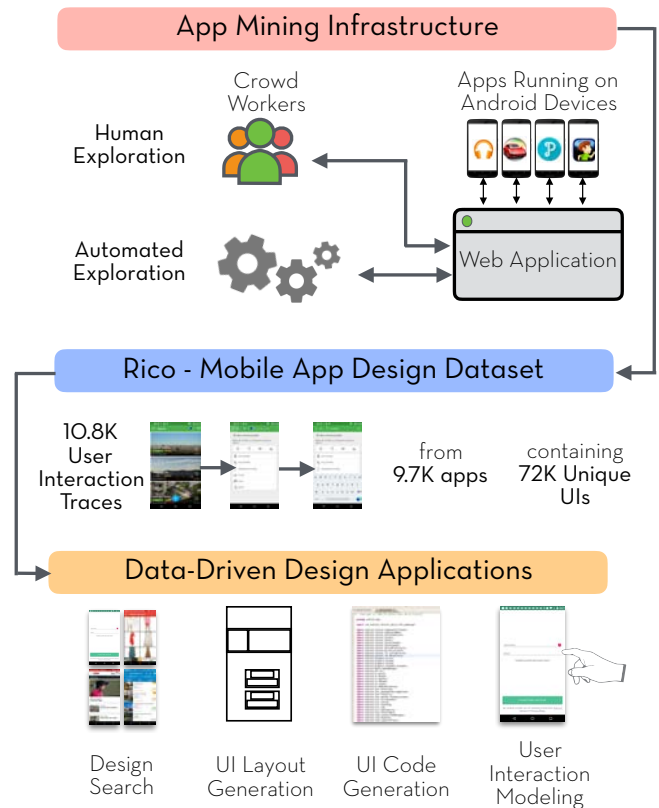 App Mining Infrastructure
Crowd
Workers
Apps Running on
Android Devices
Human
Exploration
Automated
Exploration
Web Application
Rico - Mobile App Design Dataset
10.8K
User
Interaction
Traces
from
9.7K apps
containing
72K Unique
UIs
Data-Driven Design Applications
Design
Search
UI Layout
Generation
UI Code
Generation
User
Interaction
Modeling